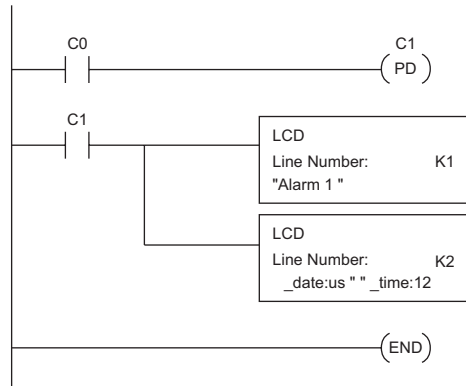 C0 C1
PD
C1
LCD
Line Number: K1
"Alarm 1 "
LCD
Line Number: K2
_date:us " " _time:12
END